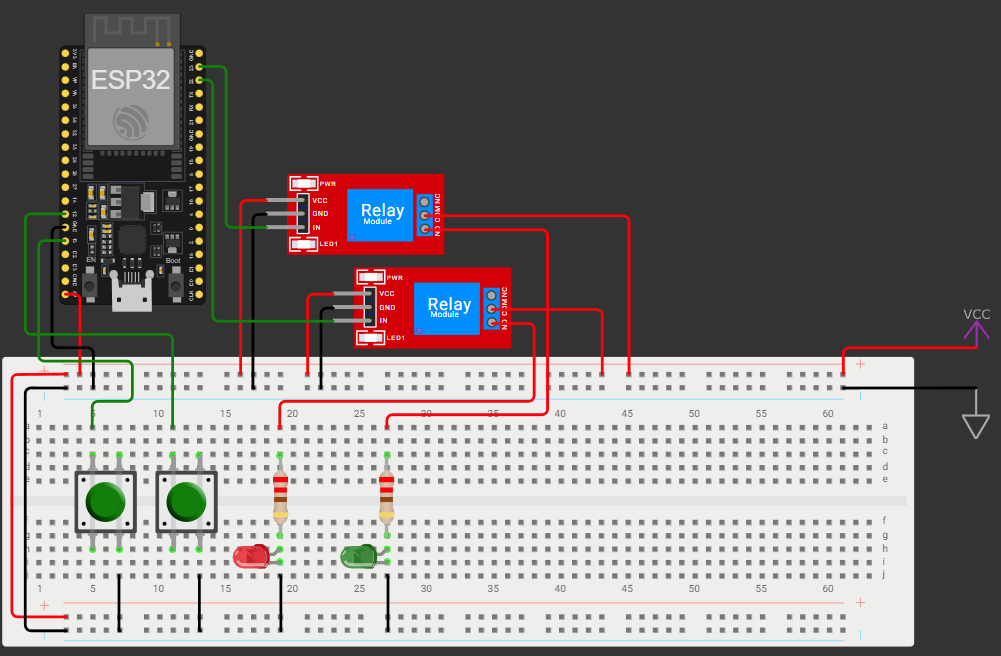 ESP32
EN
Boot
PWR
VCC
GND
IN
LED1
Relay
Module
NO COM NC
PWR
VCC
GND
IN
LED1
Relay
Module
NO COM NC
VCC
+ +
- -
1 5 10 15 20 25 30 35 40 45 50 55 60
a a
b b
c c
d d
e e
f f
g g
h h
i i
j j
1 5 10 15 20 25 30 35 40 45 50 55 60
+ +
- -